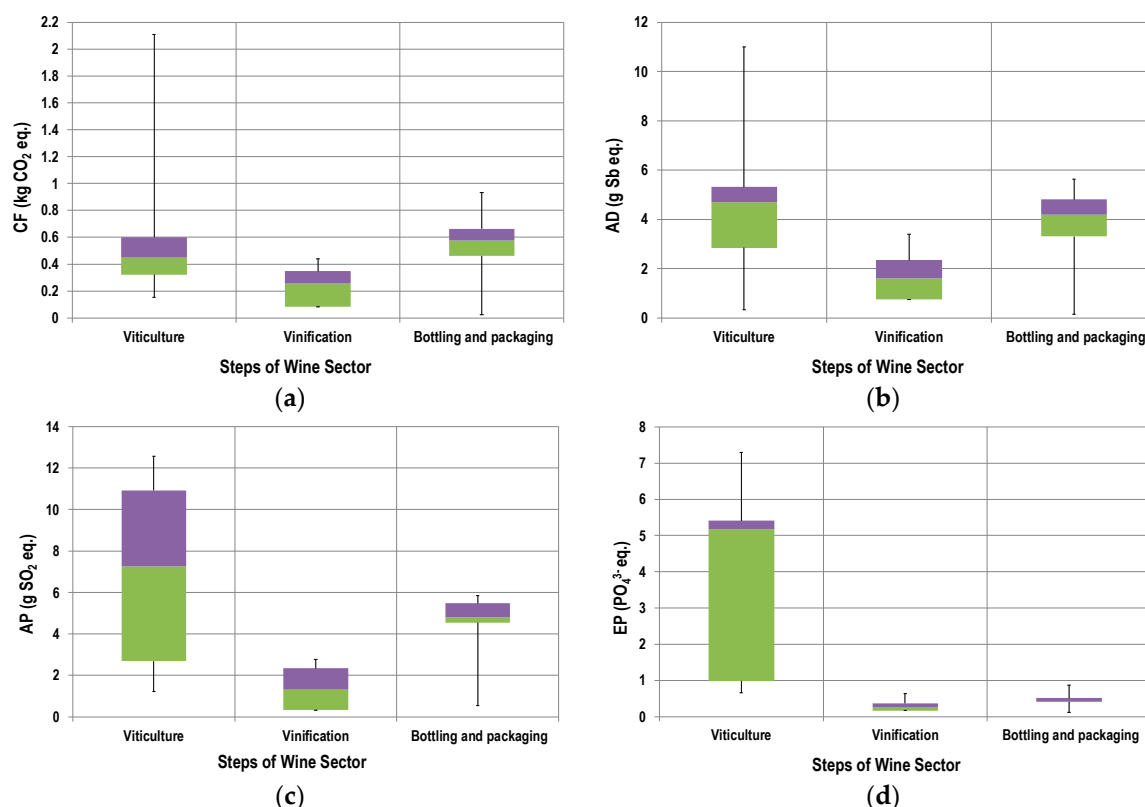 CF (kg CO₂ eq.)
2.2
2
1.8
1.6
1.4
1.2
1
0.8
0.6
0.4
0.2
0
Viticulture Vinification Bottling and packaging
Steps of Wine Sector
(a)
AD (g Sb eq.)
12
10
8
6
4
2
0
Viticulture Vinification Bottling and packaging
Steps of Wine Sector
(b)
AP (g SO₂ eq.)
14
12
10
8
6
4
2
0
Viticulture Vinification Bottling and packaging
Steps of Wine Sector
(c)
EP (PO₄³⁻ eq.)
8
7
6
5
4
3
2
1
0
Viticulture Vinification Bottling and packaging
Steps of Wine Sector
(d)